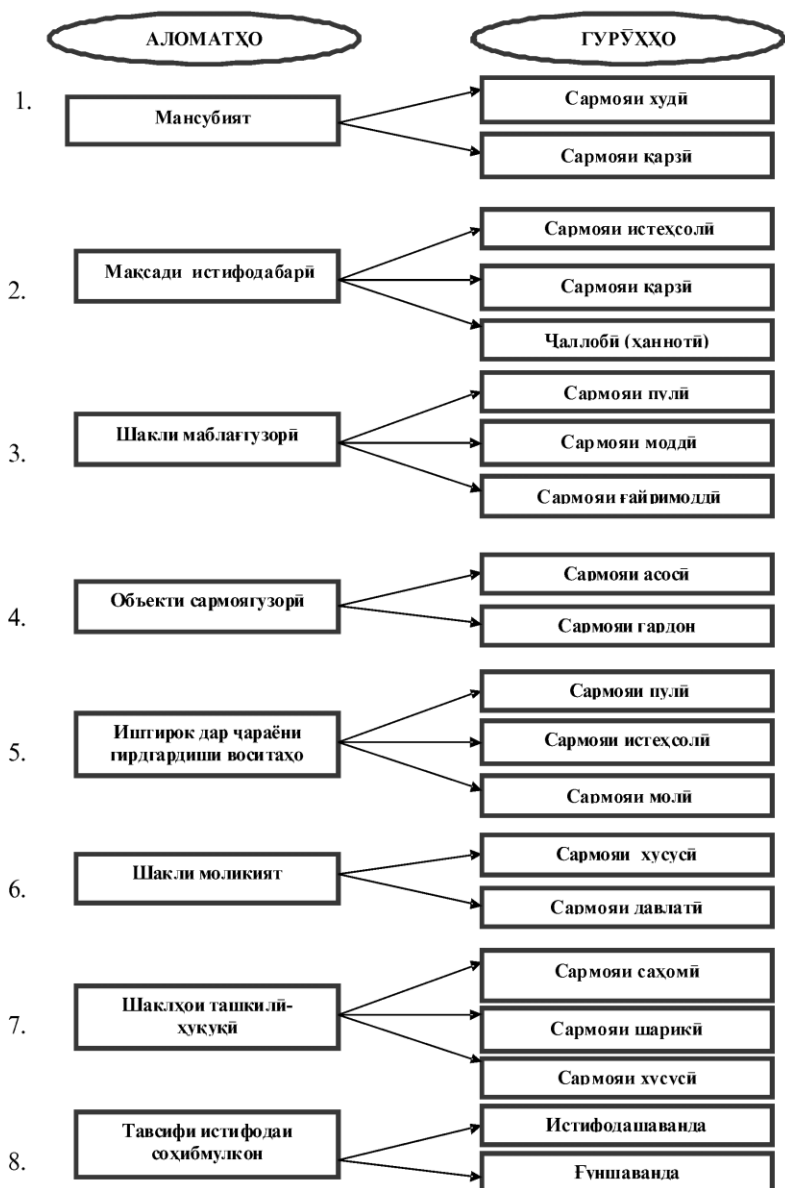 АЛОМАТҲО
ГУРӮҲҲО
1.
Мансубият
Сармояи худӣ
Сармояи қарзӣ
2.
Мақсади истифодабарӣ
Сармояи истеҳсолӣ
Сармояи қарзӣ
Ҷаллобӣ (ҳаннотӣ)
3.
Шакли маблағгузорӣ
Сармояи пулӣ
Сармояи моддӣ
Сармояи ғайримоддӣ
4.
Объекти сармоягузорӣ
Сармояи асосӣ
Сармояи гардон
5.
Иштирок дар ҷараёни
гирдгардиши воситаҳо
Сармояи пулӣ
Сармояи истеҳсолӣ
Сармояи молӣ
6.
Шакли моликият
Сармояи хусусӣ
Сармояи давлатӣ
7.
Шаклҳои ташкилӣ-
ҳуқуқӣ
Сармояи саҳомӣ
Сармояи шарикӣ
Сармояи хусусӣ
8.
Тавсифи истифодаи
соҳибмулкон
Истифодашаванда
Ғуншаванда